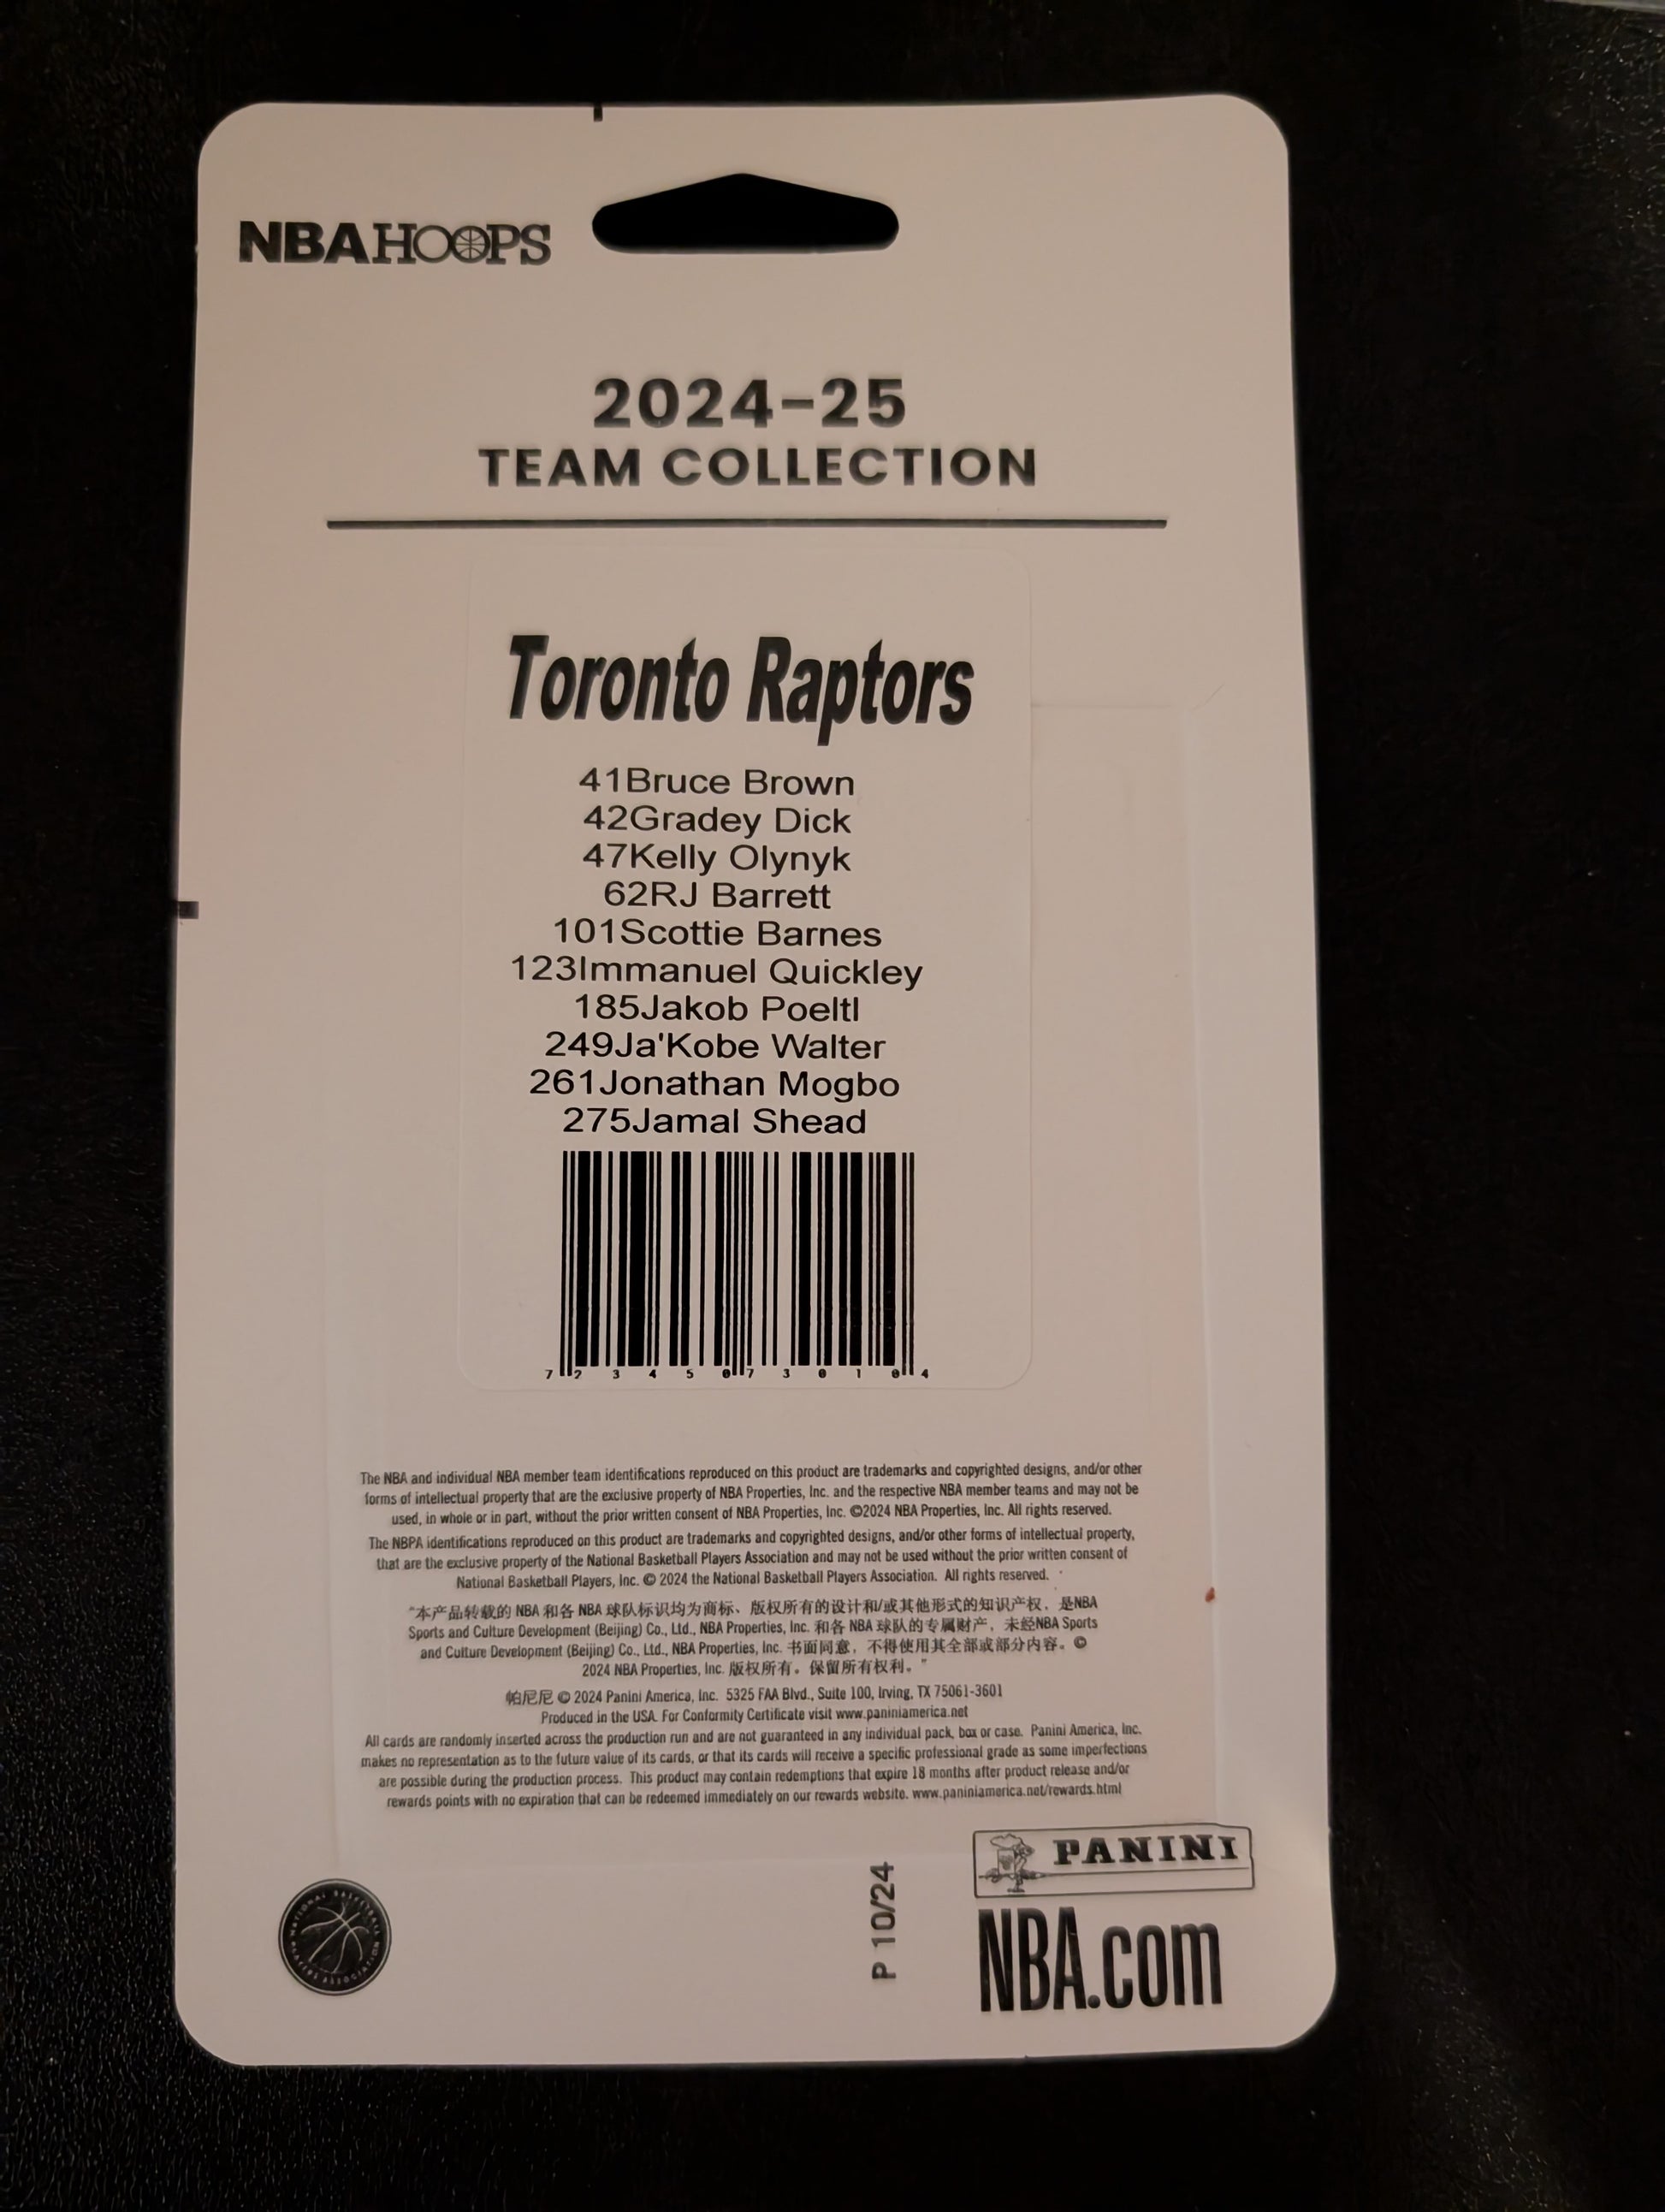 NBAHOOPS
2024-25
TEAM COLLECTION
Toronto Raptors
41Bruce Brown
42Gradey Dick
47Kelly Olynyk
62RJ Barrett
101Scottie Barnes
123Immanuel Quickley
185Jakob Poeltl
249Ja'Kobe Walter
261Jonathan Mogbo
275Jamal Shead
7 2 3 4 5 0 7 3 0 1 0 4
The NBA and individual NBA member team identifications reproduced on this product are trademarks and copyrighted designs, and/or other
forms of intellectual property that are the exclusive property of NBA Properties, Inc. and the respective NBA member teams and may not be
used, in whole or in part, without the prior written consent of NBA Properties, Inc. ©2024 NBA Properties, Inc. All rights reserved.
The NBPA identifications reproduced on this product are trademarks and copyrighted designs, and/or other forms of intellectual property,
that are the exclusive property of the National Basketball Players Association and may not be used without the prior written consent of
National Basketball Players, Inc. © 2024 the National Basketball Players Association. All rights reserved.
"本产品转载的 NBA 和各 NBA 球队标识均为商标、版权所有的设计和/或其他形式的知识产权，是NBA
Sports and Culture Development (Beijing) Co., Ltd., NBA Properties, Inc. 和各 NBA 球队的专属财产，未经NBA Sports
and Culture Development (Beijing) Co., Ltd., NBA Properties, Inc. 书面同意，不得使用其全部或部分内容。©
2024 NBA Properties, Inc. 版权所有。保留所有权利。"
帕尼尼 © 2024 Panini America, Inc. 5325 FAA Blvd., Suite 100, Irving, TX 75061-3601
Produced in the USA. For Conformity Certificate visit www.paniniamerica.net
All cards are randomly inserted across the production run and are not guaranteed in any individual pack, box or case. Panini America, Inc.
makes no representation as to the future value of its cards, or that its cards will receive a specific professional grade as some imperfections
are possible during the production process. This product may contain redemptions that expire 18 months after product release and/or
rewards points with no expiration that can be redeemed immediately on our rewards website. www.paniniamerica.net/rewards.html
NATIONAL BASKETBALL PLAYERS ASSOCIATION
P 10/24
PANINI
NBA.com